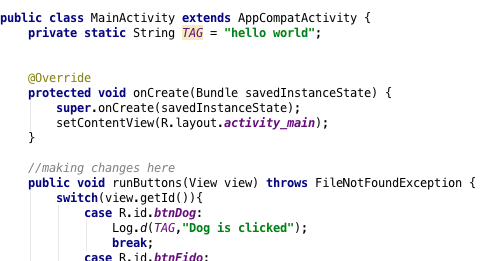 public class MainActivity extends AppCompatActivity {
private static String TAG = "hello world";
@Override
protected void onCreate(Bundle savedInstanceState) {
super.onCreate(savedInstanceState);
setContentView(R.layout.activity_main);
}
//making changes here
public void runButtons(View view) throws FileNotFoundException {
switch(view.getId()){
case R.id.btnDog:
Log.d(TAG,"Dog is clicked");
break;
case R.id.btnFido: